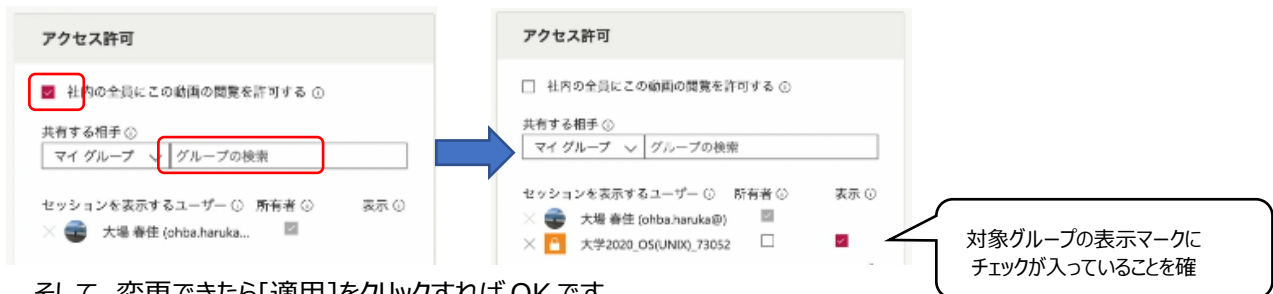 アクセス許可
社内の全員にこの動画の閲覧を許可する
共有する相手
マイ グループ グループの検索
セッションを表示するユーザー 所有者 表示
大場 春佳 (ohba.haruka...
アクセス許可
社内の全員にこの動画の閲覧を許可する
共有する相手
マイ グループ グループの検索
セッションを表示するユーザー 所有者 表示
大場 春佳 (ohba.haruka@)
大学2020_OS(UNIX)_73052
対象グループの表示マークに
チェックが入っていることを確
そして、変更できたら[適用]をクリックすれば OK です